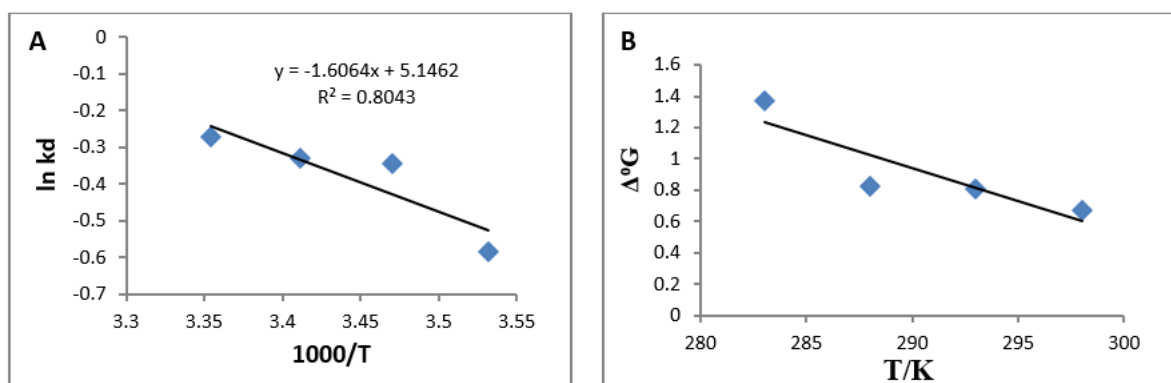 A
0
-0.1
-0.2
-0.3
-0.4
-0.5
-0.6
-0.7
ln kd
y = -1.6064x + 5.1462
R² = 0.8043
3.3 3.35 3.4 3.45 3.5 3.55
1000/T
B
1.6
1.4
1.2
1
0.8
0.6
0.4
0.2
0
Δ⁰G
280 285 290 295 300
T/K